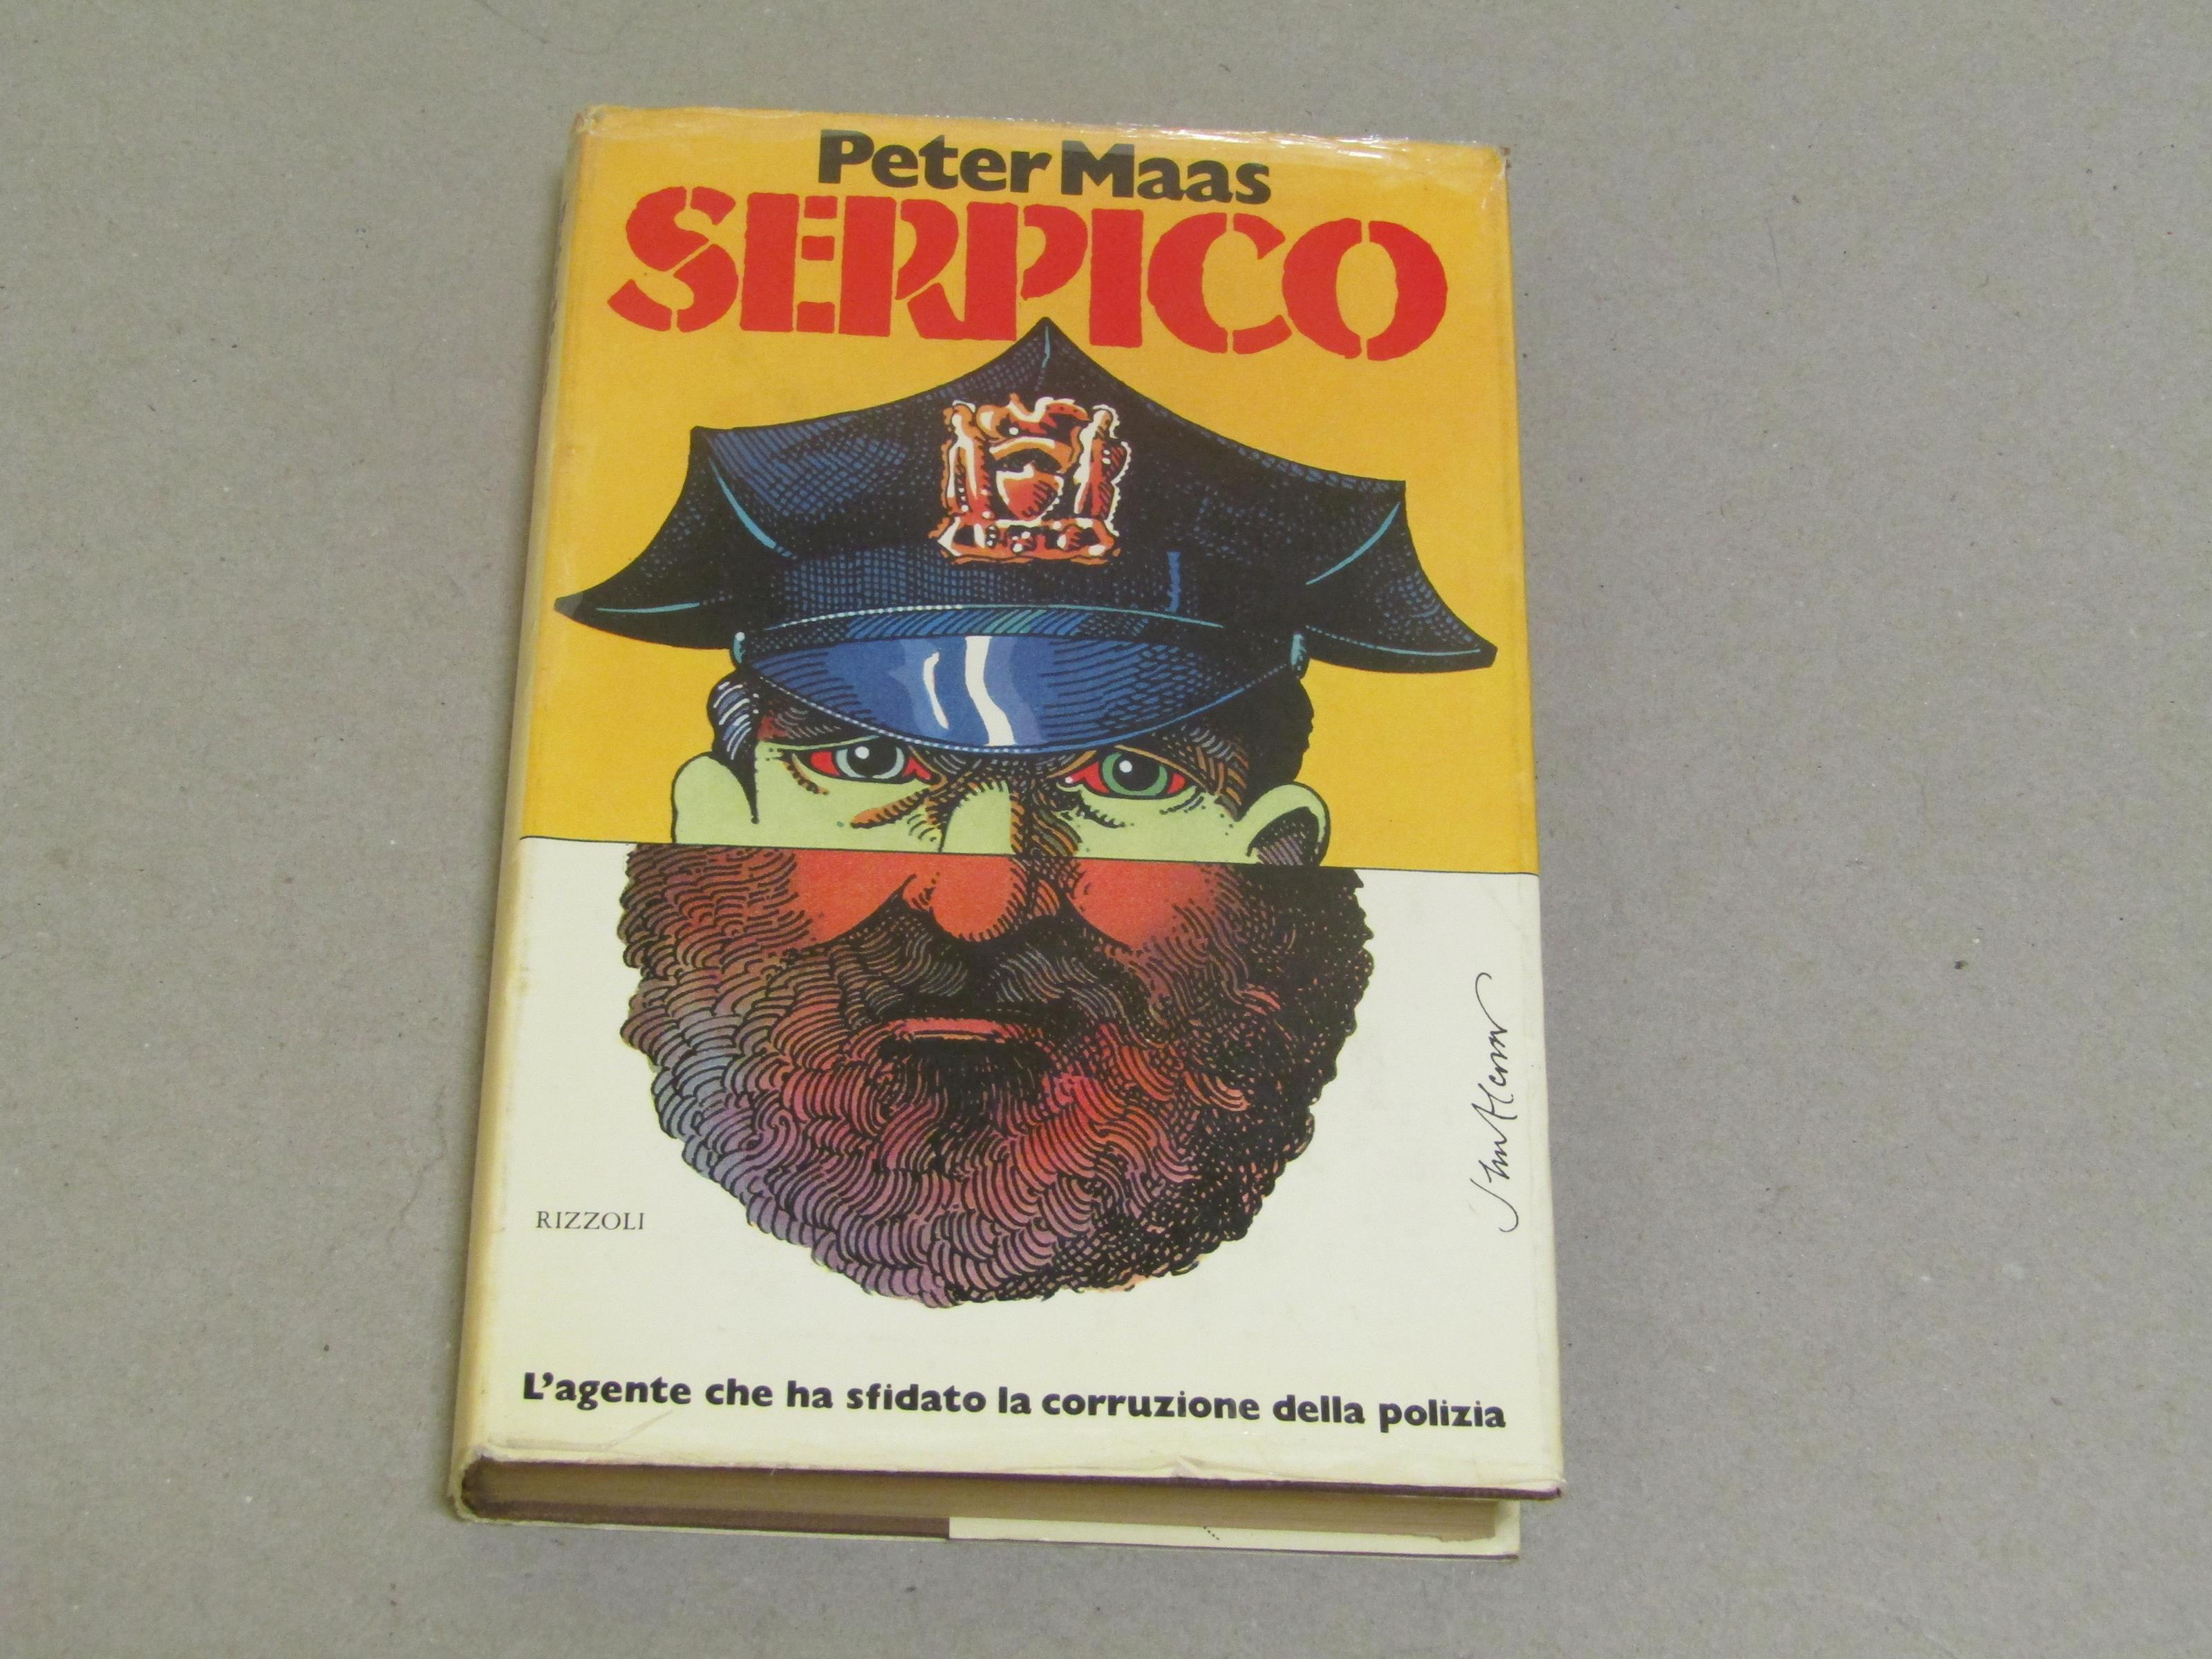 Peter Maas
SERPICO
RIZZOLI
L'agente che ha sfidato la corruzione della polizia